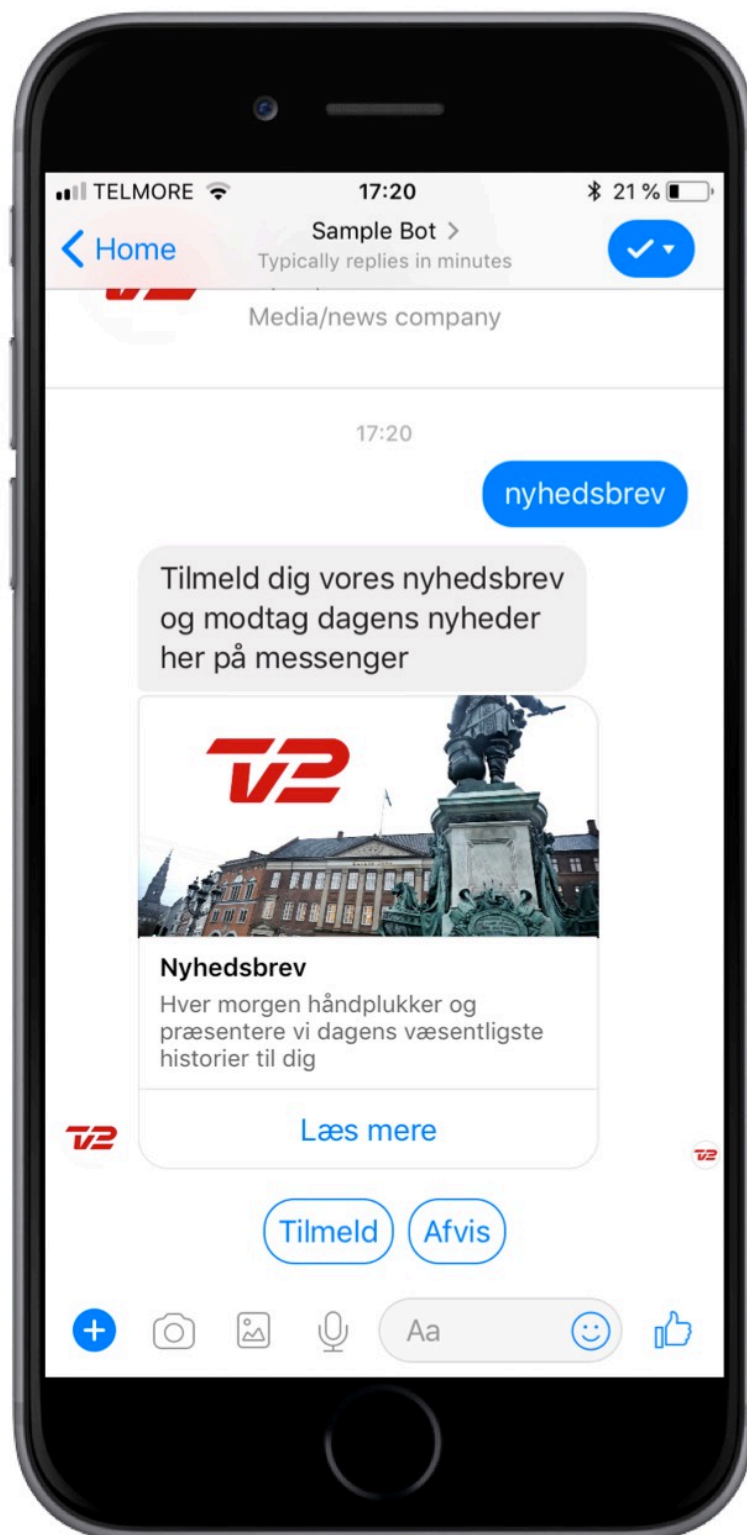 TELMORE 17:20 21 %
Home
Sample Bot >
Typically replies in minutes
Media/news company
17:20
nyhedsbrev
Tilmeld dig vores nyhedsbrev
og modtag dagens nyheder
her på messenger
TV2
Nyhedsbrev
Hver morgen håndplukker og
præsentere vi dagens væsentligste
historier til dig
Læs mere
TV2
TV2
Tilmeld Afvis
Aa